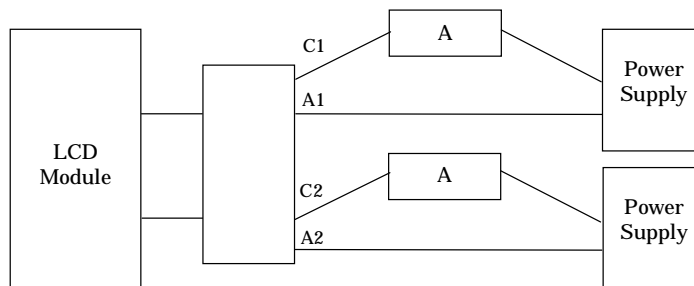 C1
A
Power
Supply
A1
LCD
Module
C2
A
Power
Supply
A2